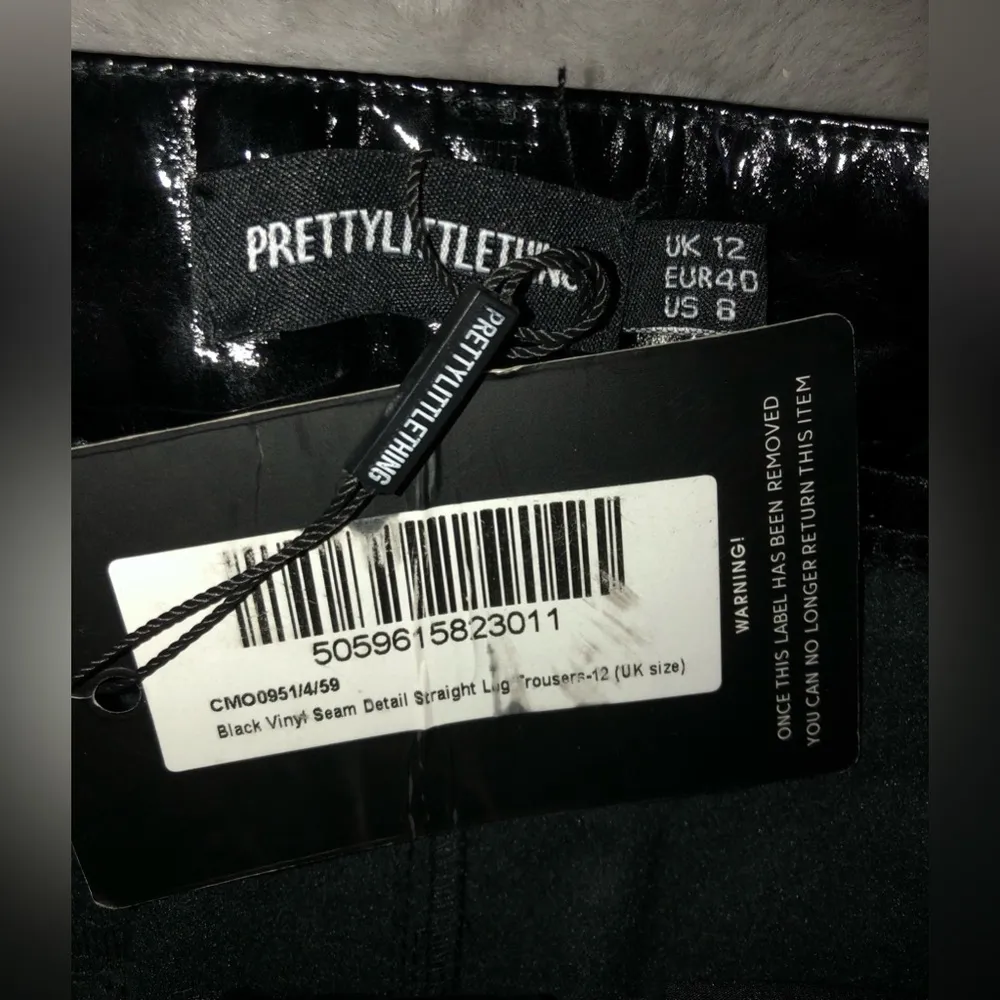 PRETTYLITTLETHING
UK 12
EUR40
US 8
PRETTYLITTLETHING
5059615823011
CMO0951/4/59
Black Vinyl Seam Detail Straight Leg Trousers-12 (UK size)
WARNING!
ONCE THIS LABEL HAS BEEN REMOVED
YOU CAN NO LONGER RETURN THIS ITEM